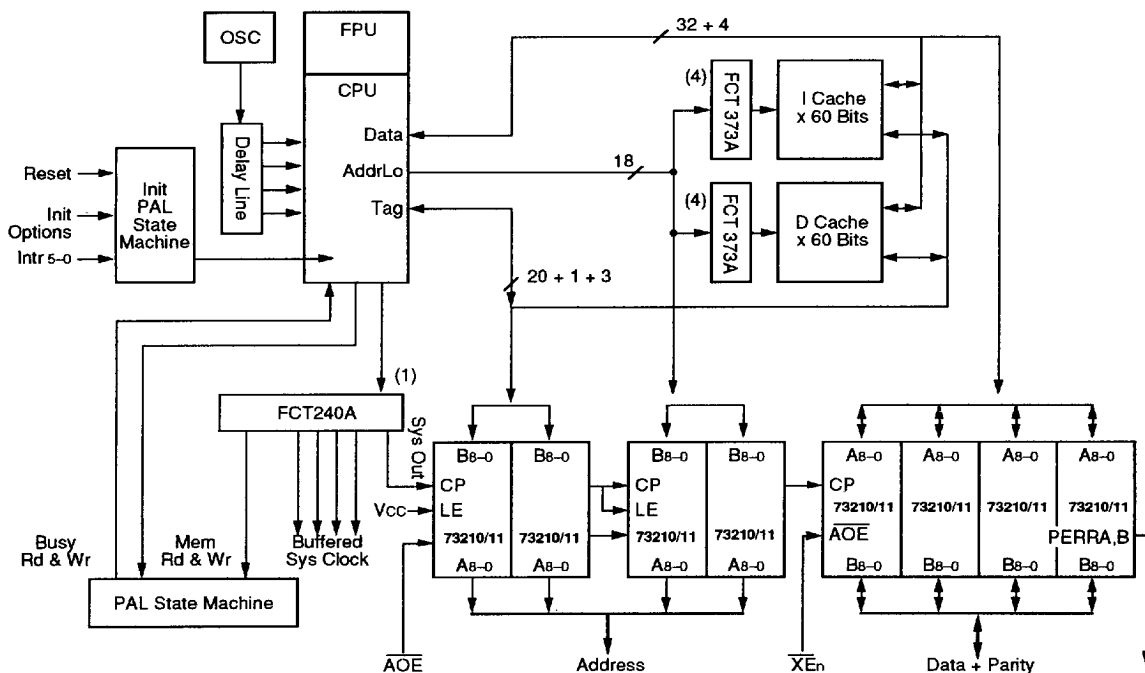 OSC
FPU
CPU
Data
AddrLo
Tag
Delay Line
Reset
Init
Options
Intr 5–0
Init
PAL
State
Machine
32 + 4
18
20 + 1 + 3
(4)
FCT 373A
I Cache
x 60 Bits
(4)
FCT 373A
D Cache
x 60 Bits
(1)
FCT240A
Sys Out
Busy
Rd & Wr
Mem
Rd & Wr
Buffered
Sys Clock
PAL State Machine
Vcc
B8–0
B8–0
CP
LE
73210/11
73210/11
A8–0
A8–0
B8–0
B8–0
CP
LE
73210/11
73210/11
A8–0
A8–0
A8–0
A8–0
A8–0
A8–0
CP
73210/11
73210/11
73210/11
73210/11
AOE
PERRA,B
B8–0
B8–0
B8–0
B8–0
AOE
Address
XEn
Data + Parity